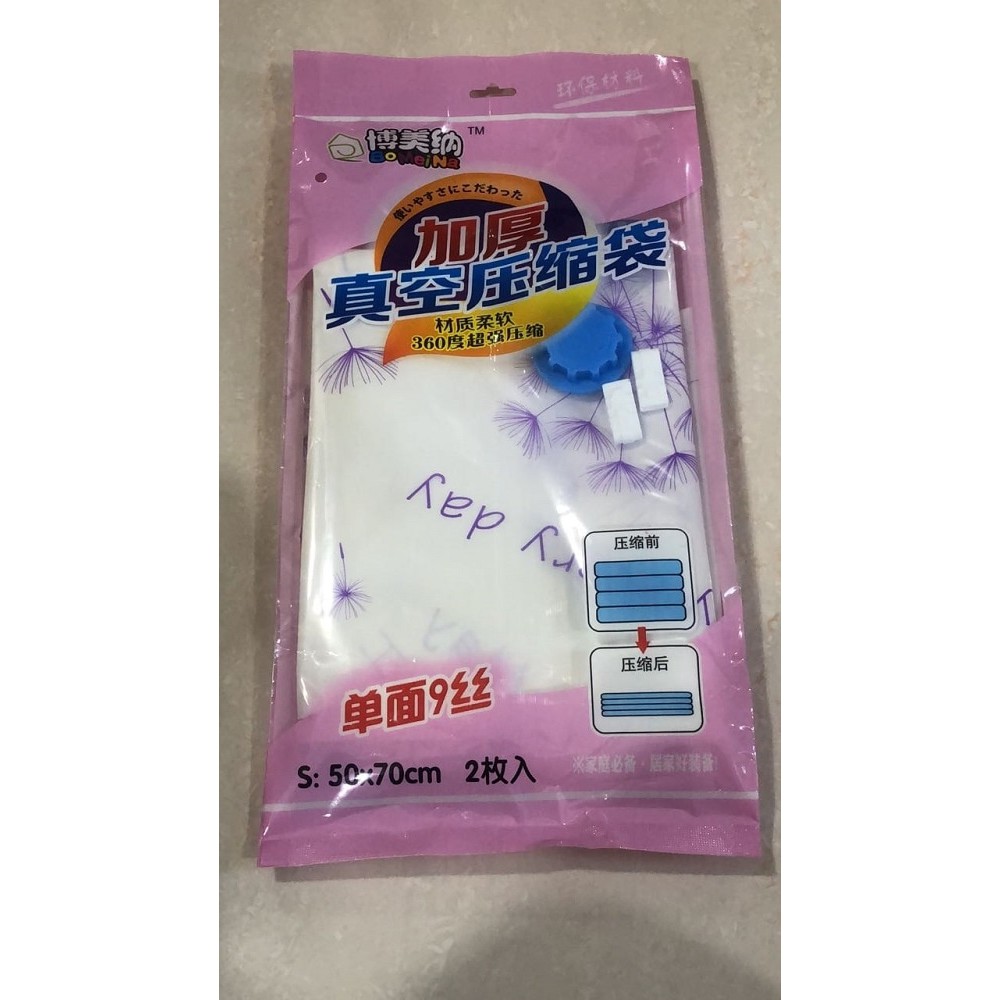 环保材料
博美纳 TM
BoMeiNa
使いやすさにこだわった
加厚
真空压缩袋
材质柔软
360度超强压缩
day
压缩前
压缩后
单面9丝
S: 50x70cm 2枚入